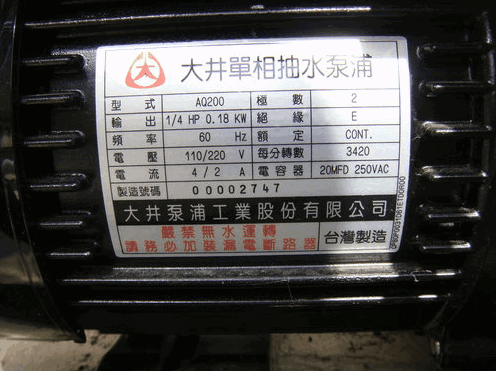 大井單相抽水泵浦
型式 AQ200 極數 2
輸出 1/4 HP 0.18 KW 絕緣 E
頻率 60 Hz 額定 CONT.
電壓 110/220 V 每分轉數 3420
電流 4/2 A 電容器 20MFD 250VAC
製造號碼 00002747
大井泵浦工業股份有限公司
嚴禁無水運轉
請務必加裝漏電斷路器
台灣製造